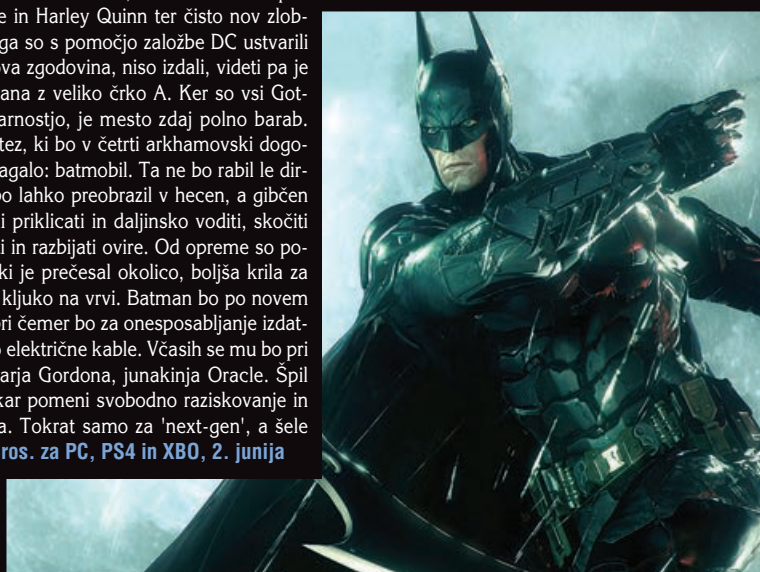 e in Harley Quinn ter čisto nov zlob-
ga so s pomočjo založbe DC ustvarili
ova zgodovina, niso izdali, videti pa je
ana z veliko črko A. Ker so vsi Got-
arnostjo, je mesto zdaj polno barab.
tez, ki bo v četrti arkhamovski dogo-
agalo: batmobil. Ta ne bo rabil le dir-
bo lahko preobrazil v hecen, a gibčen
i priklicati in daljinsko voditi, skočiti
ti in razbijati ovire. Od opreme so po-
ki je prečesal okolico, boljša krila za
kljuko na vrvi. Batman bo po novem
pri čemer bo za onesposabljanje izdat-
o električne kable. Včasih se mu bo pri
arja Gordona, junakinja Oracle. Špil
kar pomeni svobodno raziskovanje in
a. Tokrat samo za 'next-gen', a šele
ros. za PC, PS4 in XBO, 2. junija